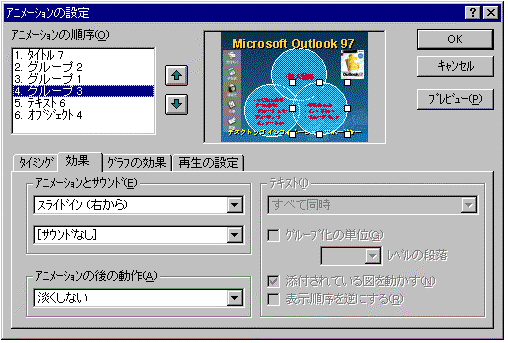 アニメーションの設定
アニメーションの順序(O)
1. タイトル 7
2. グループ 2
3. グループ 1
4. グループ 3
5. テキスト 6
6. オブジェクト 4
Microsoft Outlook 97
Outlook97
OK
キャンセル
プレビュー(P)
タイミング
効果
グラフの効果
再生の設定
アニメーションとサウンド(E)
スライドイン (右から)
[サウンドなし]
アニメーションの後の動作(A)
淡くしない
テキスト(I)
すべて同時
グループ化の単位(G)
レベルの段落
添付されている図を動かす(N)
表示順序を逆にする(R)